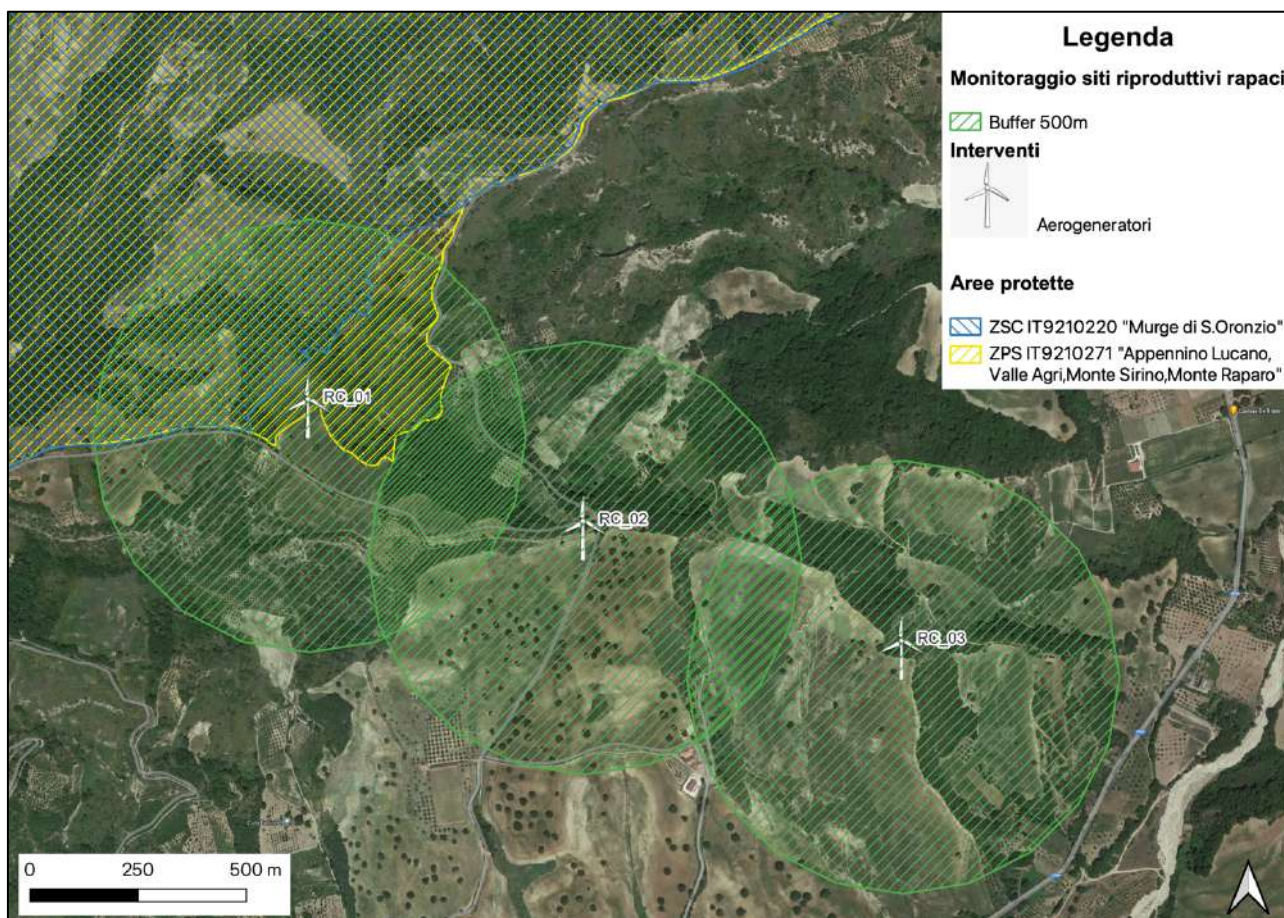 Legenda
Monitoraggio siti riproduttivi rapaci
Buffer 500m
Interventi
Aerogeneratori
Aree protette
ZSC IT9210220 "Murge di S.Oronzio"
ZPS IT9210271 "Appennino Lucano,
Valle Agri,Monte Sirino,Monte Raparo"
RC_01
RC_02
RC_03
0 250 500 m